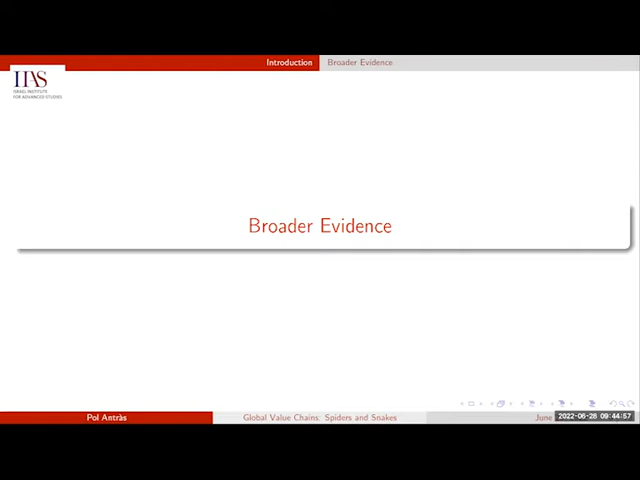 Introduction Broader Evidence
IIAS
ISRAEL INSTITUTE
FOR ADVANCED STUDIES
Broader Evidence
Pol Antràs Global Value Chains: Spiders and Snakes June 2022-06-28 09:44:57